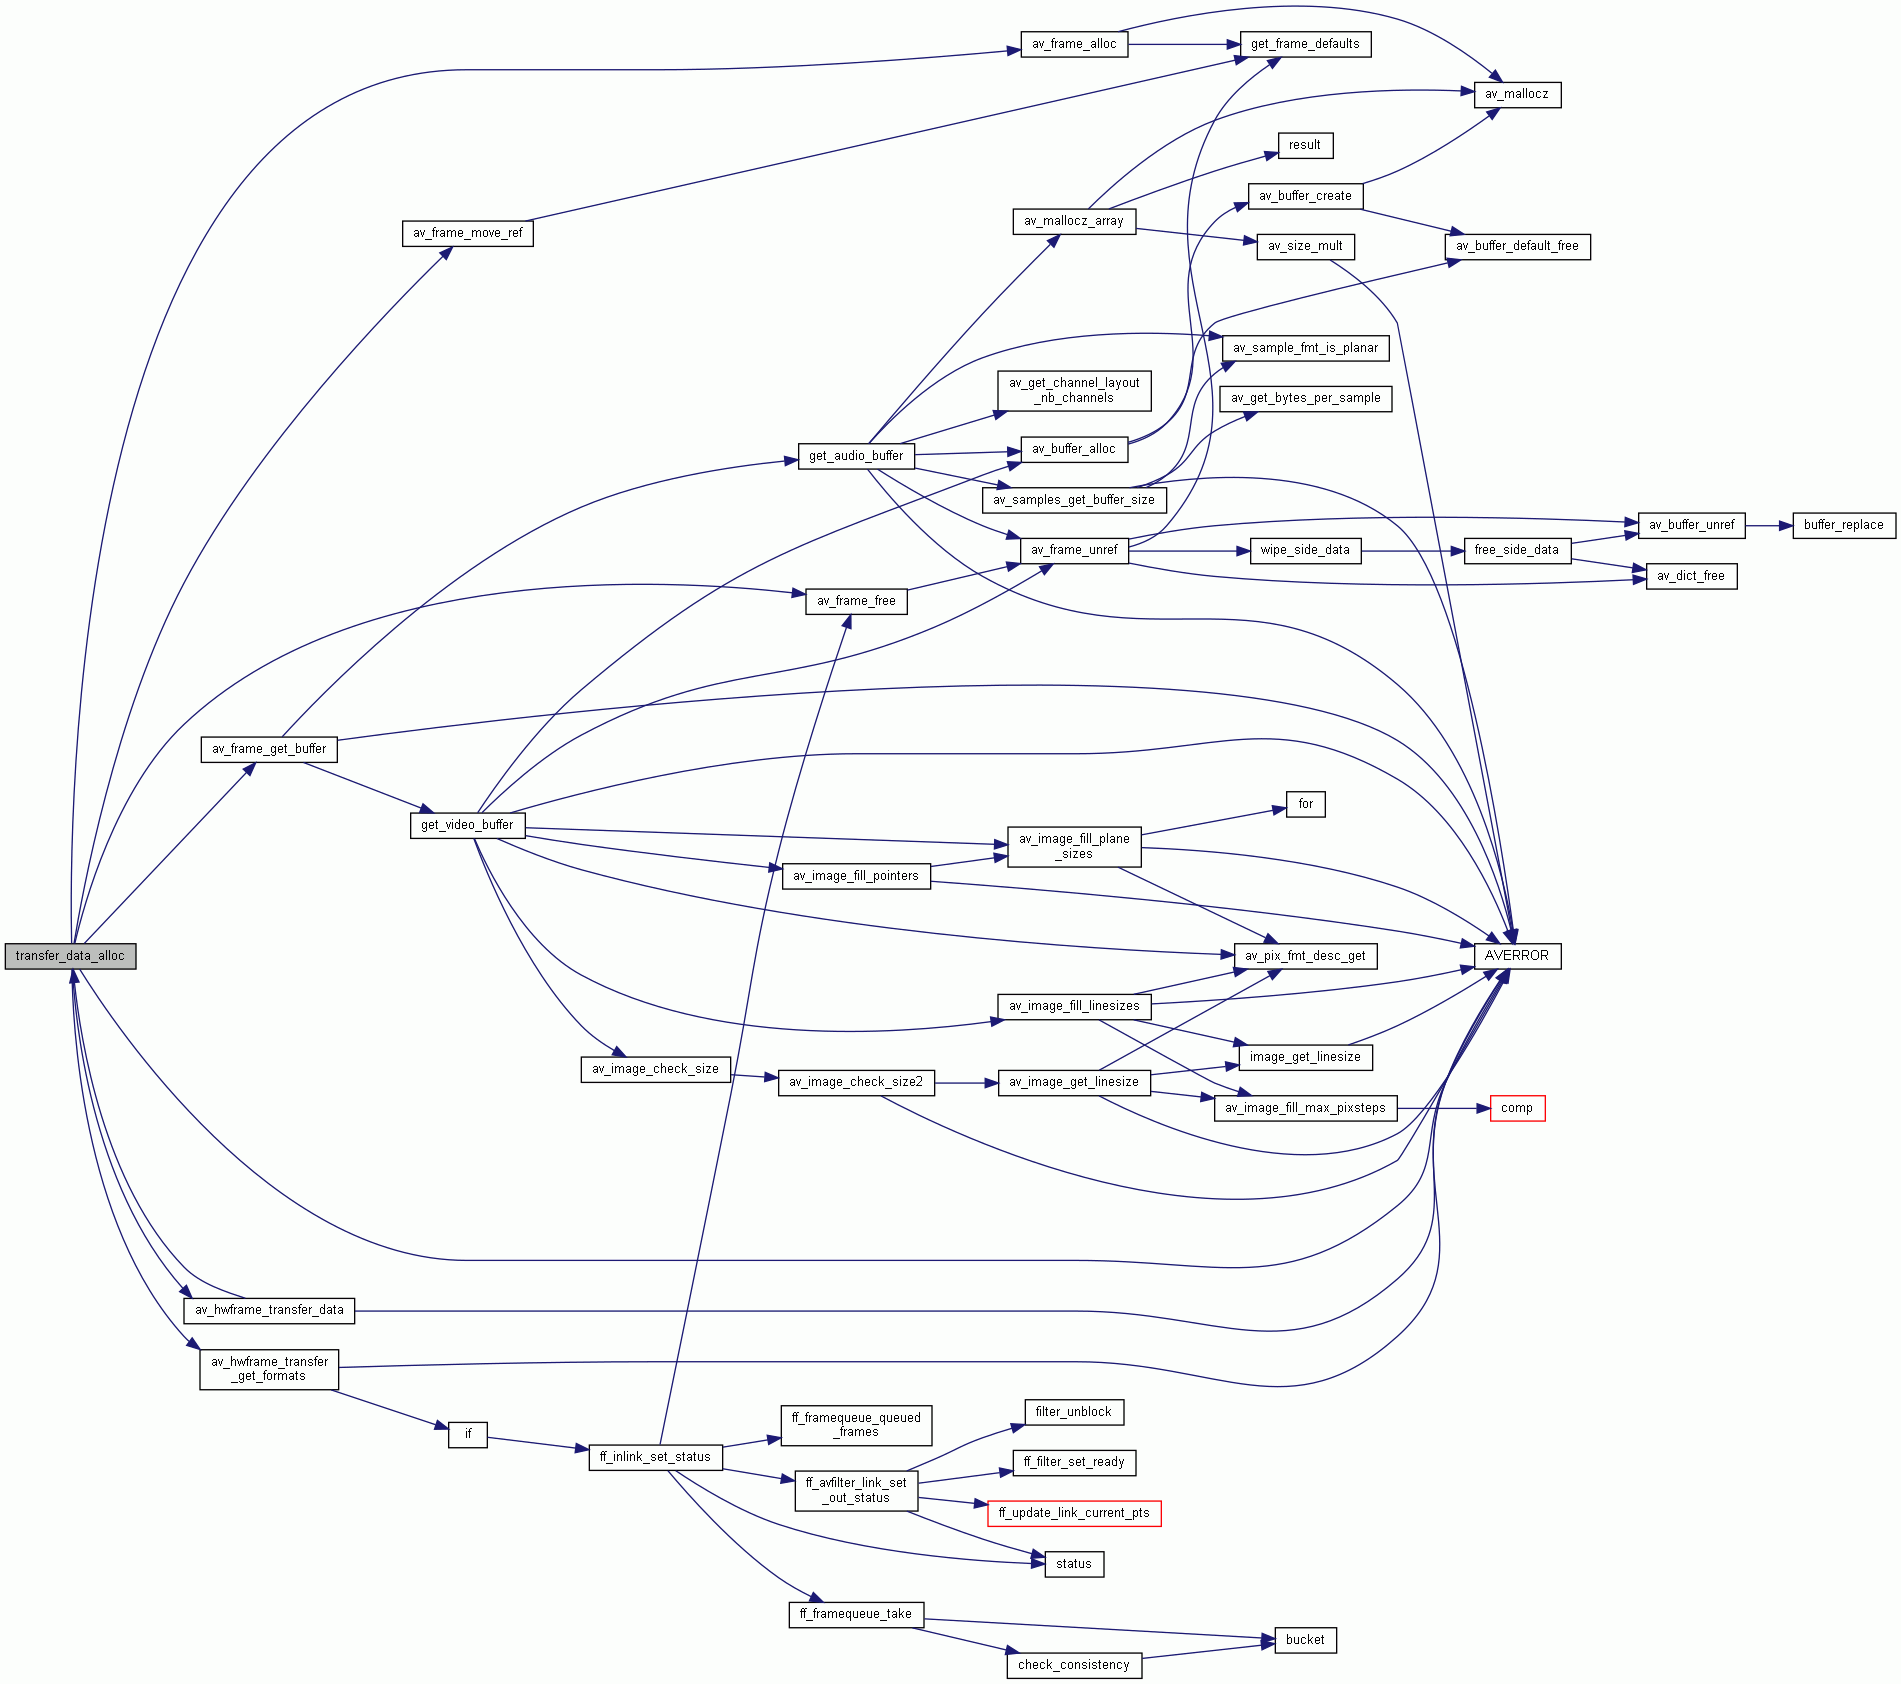 av_frame_alloc
get_frame_defaults
av_mallocz
result
av_buffer_create
av_mallocz_array
av_frame_move_ref
av_size_mult
av_buffer_default_free
av_sample_fmt_is_planar
av_get_channel_layout
_nb_channels
av_get_bytes_per_sample
get_audio_buffer
av_buffer_alloc
av_samples_get_buffer_size
av_buffer_unref
buffer_replace
av_frame_unref
wipe_side_data
free_side_data
av_dict_free
av_frame_free
av_frame_get_buffer
for
get_video_buffer
av_image_fill_plane
_sizes
av_image_fill_pointers
transfer_data_alloc
av_pix_fmt_desc_get
AVERROR
av_image_fill_linesizes
image_get_linesize
av_image_check_size
av_image_check_size2
av_image_get_linesize
av_image_fill_max_pixsteps
comp
av_hwframe_transfer_data
av_hwframe_transfer
_get_formats
filter_unblock
ff_framequeue_queued
_frames
if
ff_inlink_set_status
ff_filter_set_ready
ff_avfilter_link_set
_out_status
ff_update_link_current_pts
status
ff_framequeue_take
bucket
check_consistency